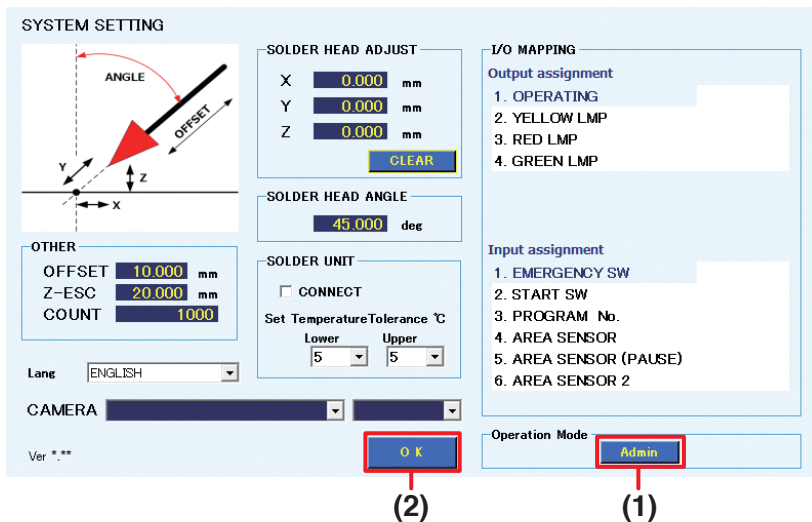 SYSTEM SETTING
ANGLE
OFFSET
Y
Z
X
SOLDER HEAD ADJUST
X 0.000 mm
Y 0.000 mm
Z 0.000 mm
CLEAR
SOLDER HEAD ANGLE
45.000 deg
OTHER
OFFSET 10.000 mm
Z-ESC 20.000 mm
COUNT 1000
SOLDER UNIT
CONNECT
Set TemperatureTolerance ℃
Lower Upper
5 5
Lang ENGLISH
CAMERA
Ver *.**
O K
I/O MAPPING
Output assignment
1. OPERATING
2. YELLOW LMP
3. RED LMP
4. GREEN LMP
Input assignment
1. EMERGENCY SW
2. START SW
3. PROGRAM No.
4. AREA SENSOR
5. AREA SENSOR (PAUSE)
6. AREA SENSOR 2
Operation Mode
Admin
(2) (1)